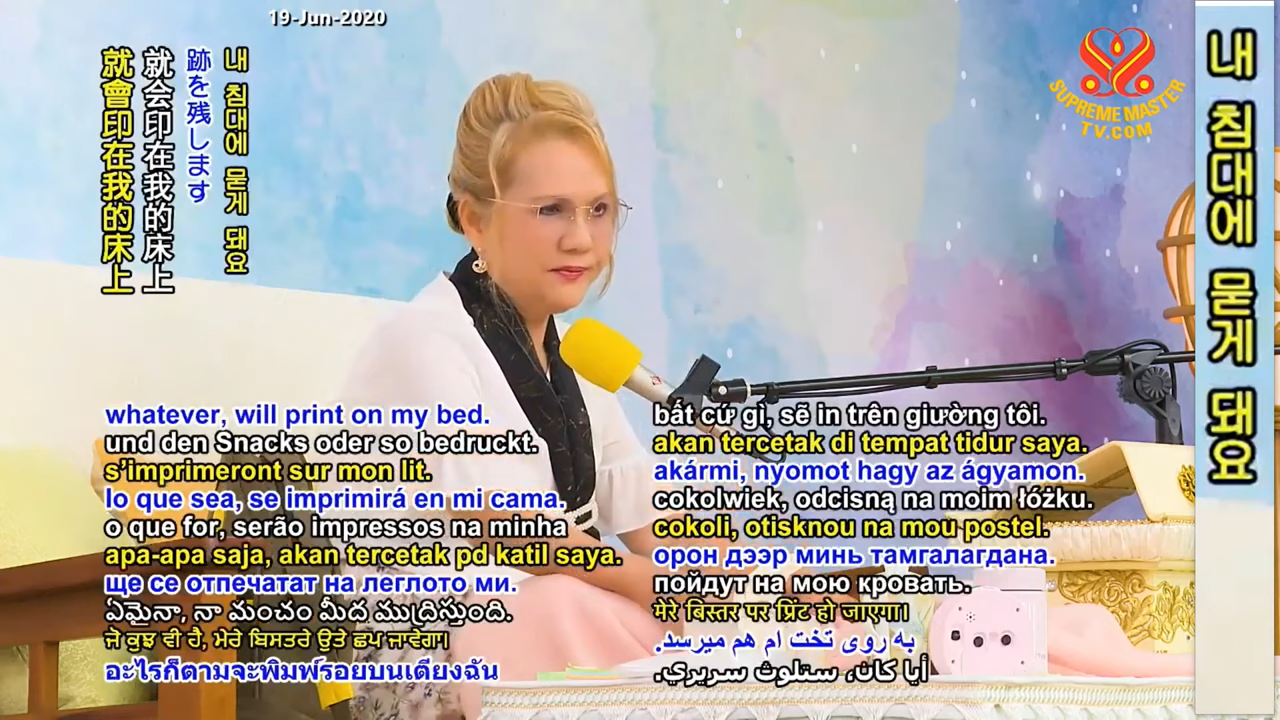 19-Jun-2020
SUPREME MASTER
TV.COM
내 침대에 묻게 돼요
跡を残します
就会印在我的床上
就會印在我的床上
내 침대에 묻게 돼요
whatever, will print on my bed.
und den Snacks oder so bedruckt.
s’imprimeront sur mon lit.
lo que sea, se imprimirá en mi cama.
o que for, serão impressos na minha
apa-apa saja, akan tercetak pd katil saya.
ще се отпечатат на леглото ми.
ఏమైనా, నా మంచం మీద ముద్రిస్తుంది.
ਜੋ ਕੁਝ ਵੀ ਹੈ, ਮੇਰੇ ਬਿਸਤਰੇ ਉਤੇ ਛਪ ਜਾਵੇਗਾ।
อะไรก็ตามจะพิมพ์รอยบนเตียงฉัน
bất cứ gì, sẽ in trên giường tôi.
akan tercetak di tempat tidur saya.
akármi, nyomot hagy az ágyamon.
cokolwiek, odcisną na moim łóżku.
cokoli, otisknou na mou postel.
орон дээр минь тамгалагдана.
пойдут на мою кровать.
मेरे बिस्तर पर प्रिंट हो जाएगा।
به روی تخت ام هم میرسد.
أيا كان، ستلوث سريري.